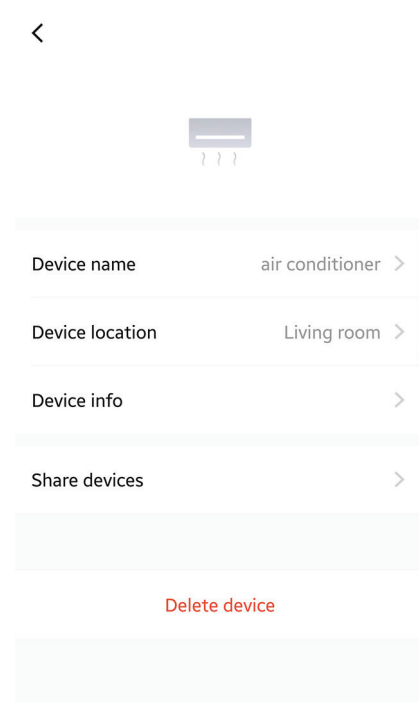 Device name
air conditioner
Device location
Living room
Device info
Share devices
Delete device